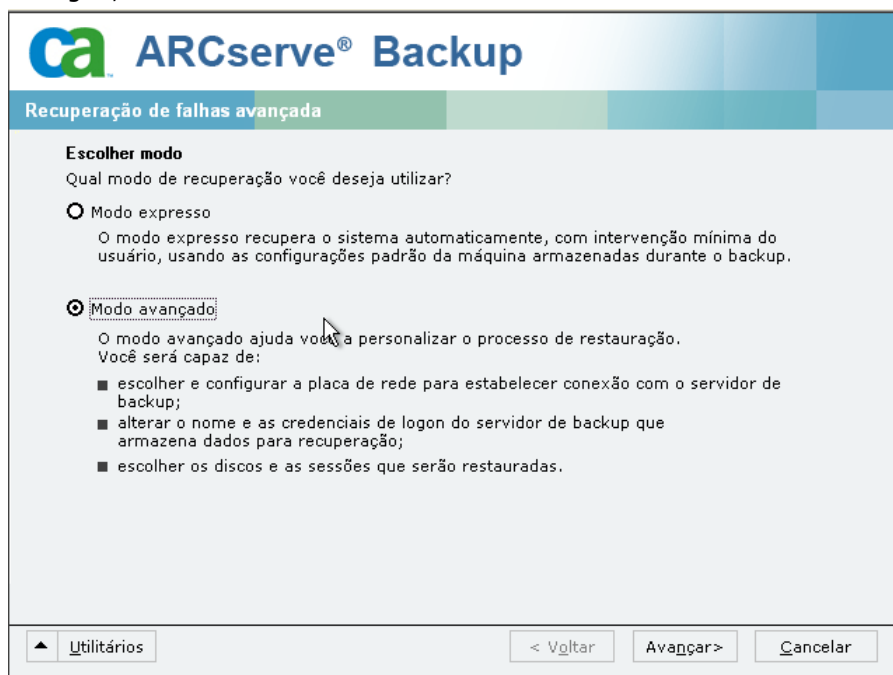 ca ARCserve® Backup
Recuperação de falhas avançada
Escolher modo
Qual modo de recuperação você deseja utilizar?
Modo expresso
O modo expresso recupera o sistema automaticamente, com intervenção mínima do
usuário, usando as configurações padrão da máquina armazenadas durante o backup.
Modo avançado
O modo avançado ajuda você a personalizar o processo de restauração.
Você será capaz de:
■ escolher e configurar a placa de rede para estabelecer conexão com o servidor de
backup;
■ alterar o nome e as credenciais de logon do servidor de backup que
armazena dados para recuperação;
■ escolher os discos e as sessões que serão restauradas.
Utilitários < Voltar Avançar> Cancelar